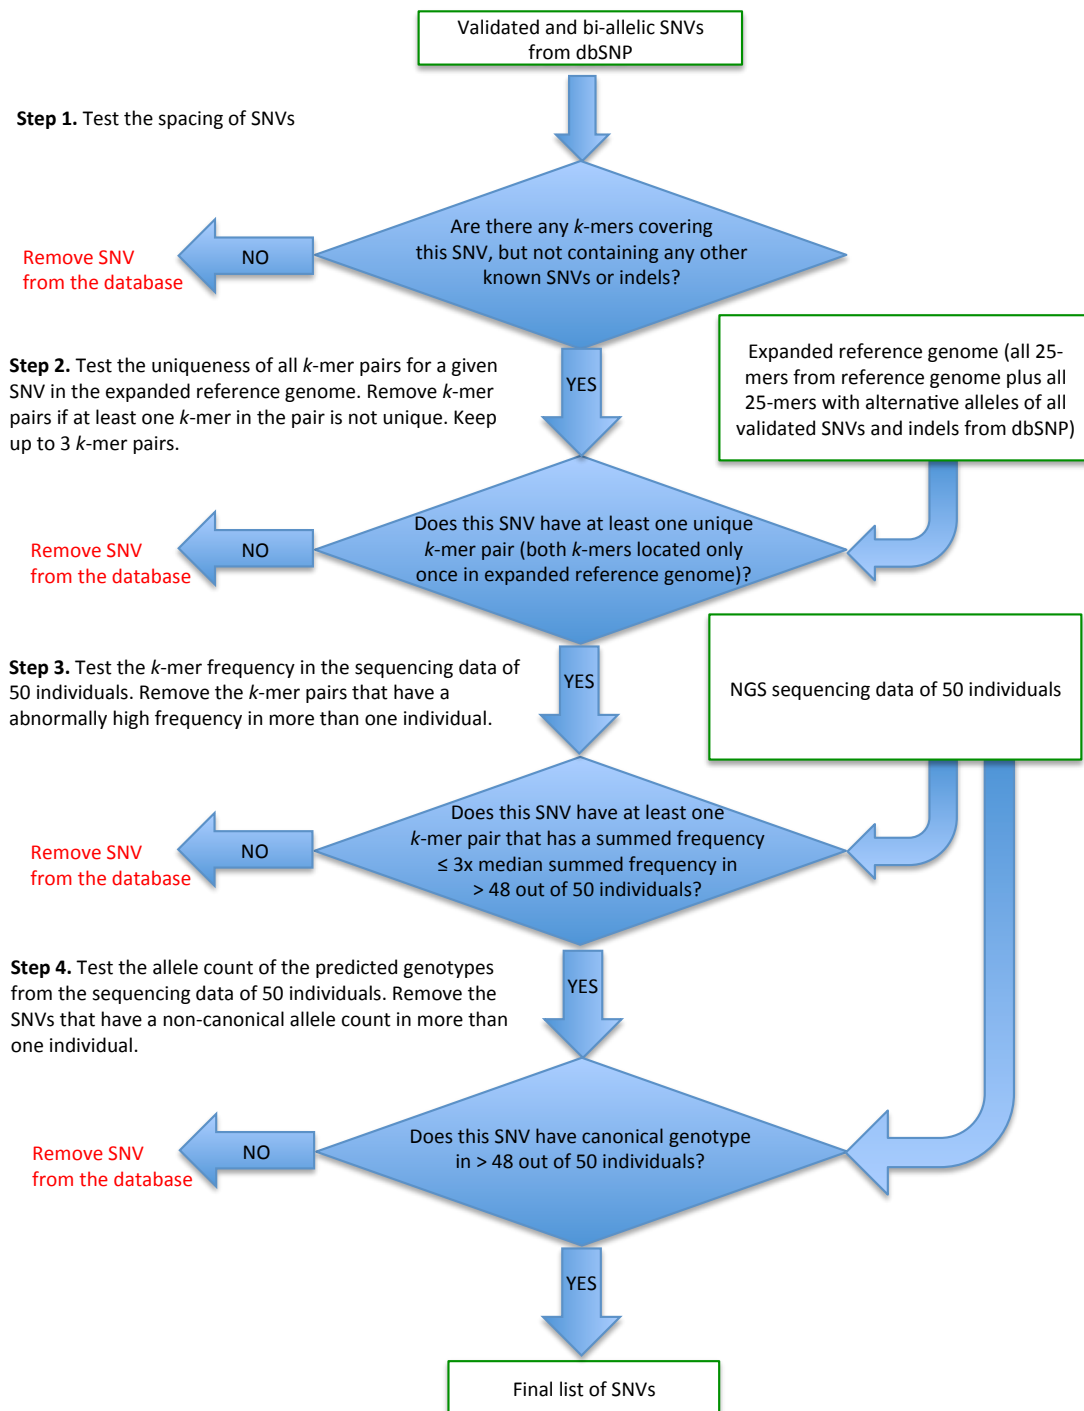 Validated and bi-allelic SNVs
from dbSNP
Step 1. Test the spacing of SNVs
Are there any k-mers covering
this SNV, but not containing any other
known SNVs or indels?
NO
Remove SNV
from the database
YES
Step 2. Test the uniqueness of all k-mer pairs for a given
SNV in the expanded reference genome. Remove k-mer
pairs if at least one k-mer in the pair is not unique. Keep
up to 3 k-mer pairs.
Expanded reference genome (all 25-
mers from reference genome plus all
25-mers with alternative alleles of all
validated SNVs and indels from dbSNP)
Does this SNV have at least one unique
k-mer pair (both k-mers located only
once in expanded reference genome)?
NO
Remove SNV
from the database
YES
Step 3. Test the k-mer frequency in the sequencing data of
50 individuals. Remove the k-mer pairs that have a
abnormally high frequency in more than one individual.
NGS sequencing data of 50 individuals
Does this SNV have at least one
k-mer pair that has a summed frequency
≤ 3x median summed frequency in
> 48 out of 50 individuals?
NO
Remove SNV
from the database
YES
Step 4. Test the allele count of the predicted genotypes
from the sequencing data of 50 individuals. Remove the
SNVs that have a non-canonical allele count in more than
one individual.
Does this SNV have canonical genotype
in > 48 out of 50 individuals?
NO
Remove SNV
from the database
YES
Final list of SNVs